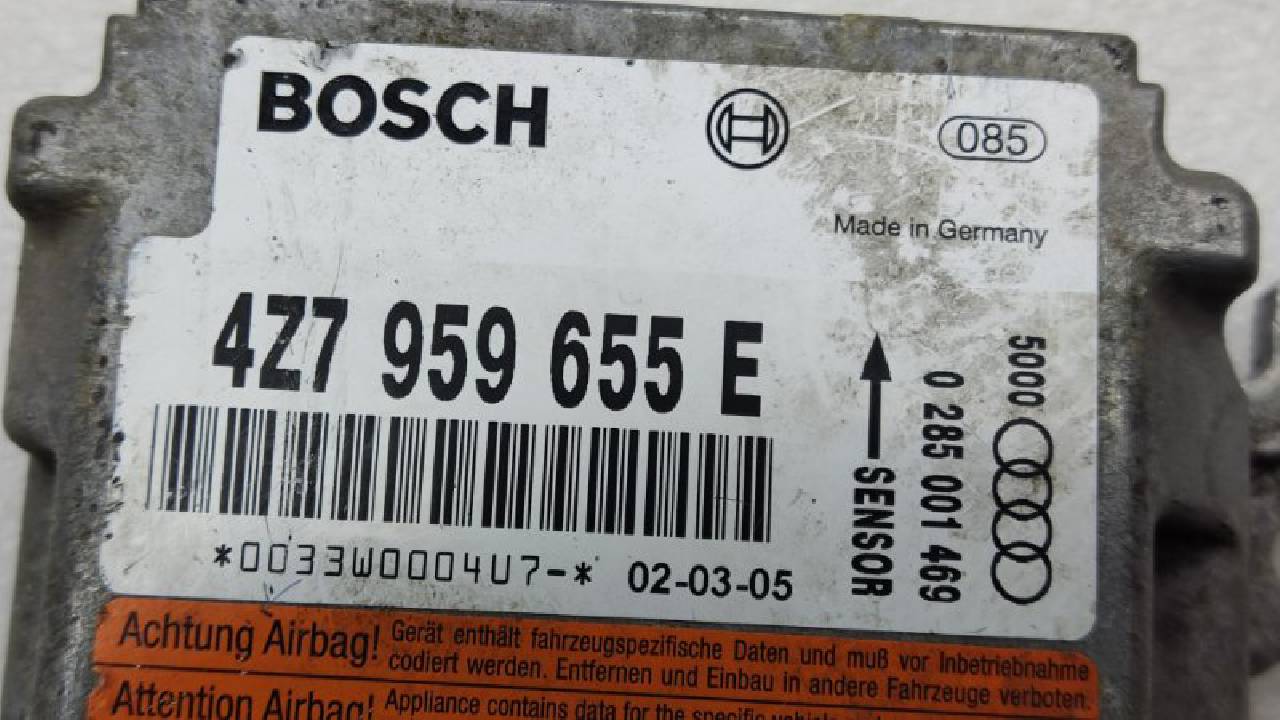 BOSCH
085
Made in Germany
4Z7 959 655 E
*0033W0004U7-* 02-03-05
SENSOR
0 285 001 469
5000
Achtung Airbag! Gerät enthält fahrzeugspezifische Daten und muß vor Inbetriebnahme
codiert werden. Entfernen und Einbau in andere Fahrzeuge verboten.
Attention Airbag! Appliance contains data for the specific